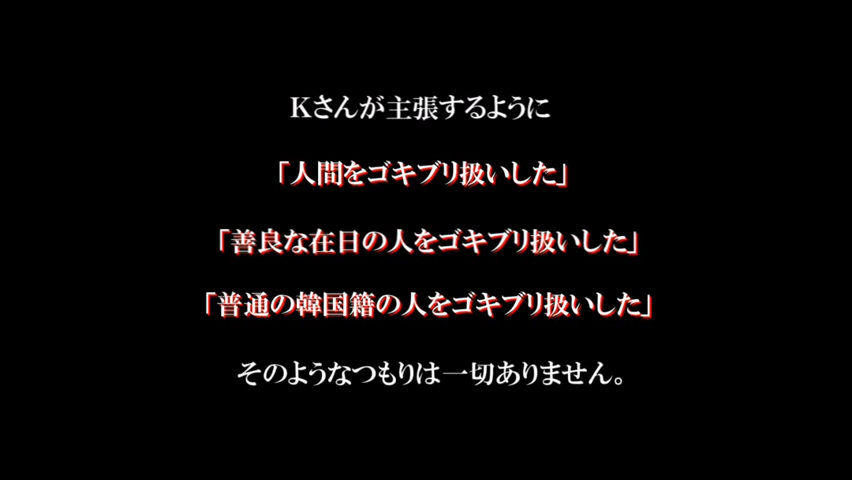 Kさんが主張するように
「人間をゴキブリ扱いした」
「善良な在日の人をゴキブリ扱いした」
「普通の韓国籍の人をゴキブリ扱いした」
そのようなつもりは一切ありません。